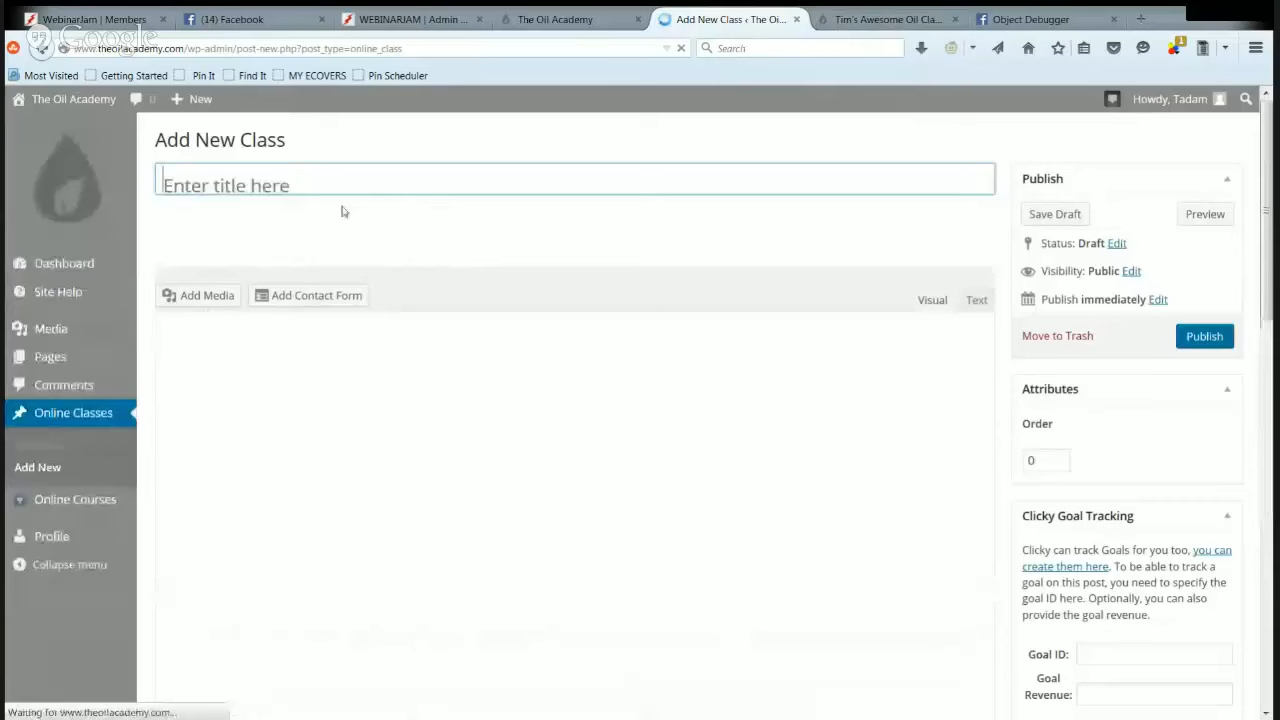 Webinarjam | Members
(14) Facebook
WEBINARJAM | Admin ...
The Oil Academy
Add New Class ‹ The Oi...
Tim's Awesome Oil Cla...
Object Debugger
Google
www.theoilacademy.com/wp-admin/post-new.php?post_type=online_class
Search
1
Most Visited
Getting Started
Pin It
Find It
MY ECOVERS
Pin Scheduler
The Oil Academy
0
New
Howdy, Tadam
Add New Class
Enter title here
Dashboard
Site Help
Media
Pages
Comments
Online Classes
Add New
Online Courses
Profile
Collapse menu
Add Media
Add Contact Form
Visual
Text
Publish
Save Draft
Preview
Status: Draft Edit
Visibility: Public Edit
Publish immediately Edit
Move to Trash
Publish
Attributes
Order
0
Clicky Goal Tracking
Clicky can track Goals for you too, you can
create them here. To be able to track a
goal on this post, you need to specify the
goal ID here. Optionally, you can also
provide the goal revenue.
Goal ID:
Goal
Revenue:
Waiting for www.theoilacademy.com...